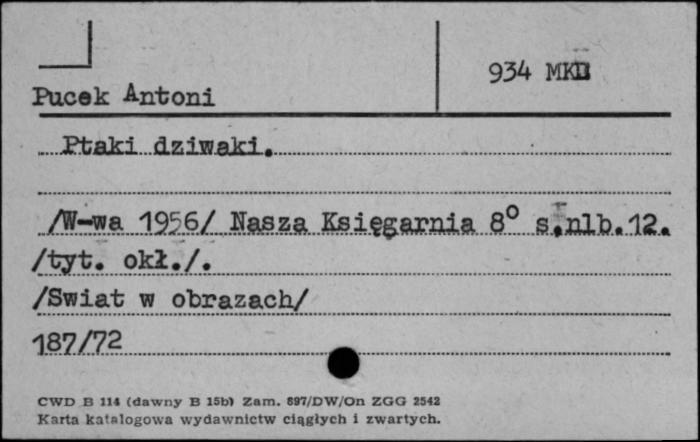 934 MKD
Pucek Antoni
Ptaki dziwaki.
/W-wa 1956/ Nasza Księgarnia 8° s.nlb.12.
/tyt. okł./.
/Swiat w obrazach/
187/72
CWD B 114 (dawny B 15b) Zam. 897/DW/On ZGG 2542
Karta katalogowa wydawnictw ciągłych i zwartych.